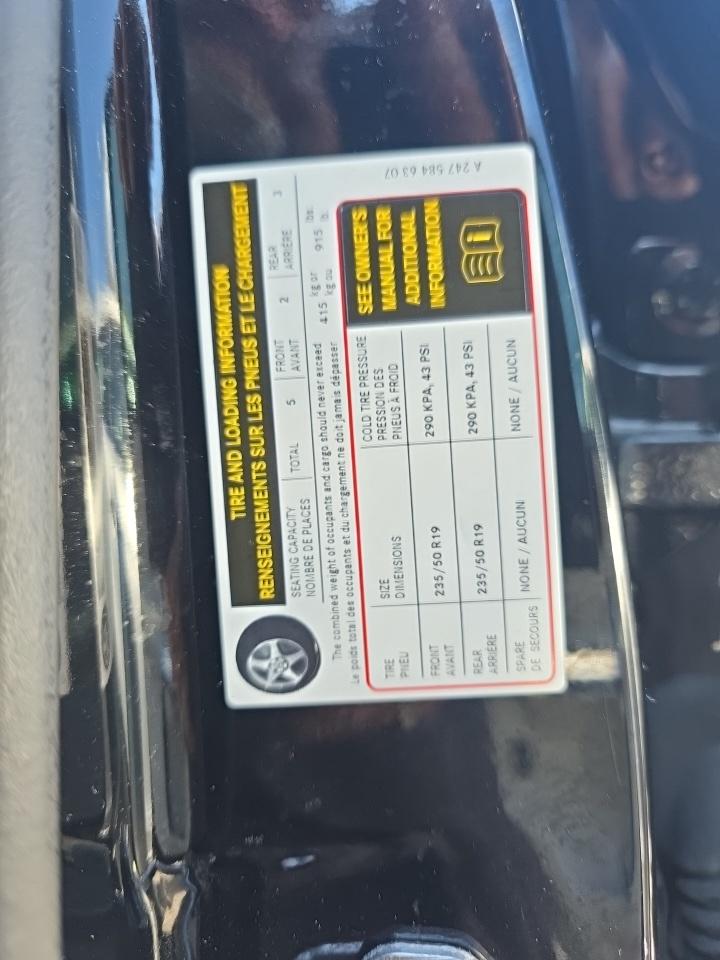 TIRE AND LOADING INFORMATION
RENSEIGNEMENTS SUR LES PNEUS ET LE CHARGEMENT
SEATING CAPACITY
NOMBRE DE PLACES
TOTAL 5
FRONT
AVANT
2
REAR
ARRIÈRE
3
The combined weight of occupants and cargo should never exceed 415 kg or 915 lbs.
Le poids total des occupants et du chargement ne doit jamais dépasser kg ou lb.
TIRE
PNEU
SIZE
DIMENSIONS
COLD TIRE PRESSURE
PRESSION DES
PNEUS À FROID
FRONT
AVANT
235/50 R19
290 KPA, 43 PSI
REAR
ARRIÈRE
235/50 R19
290 KPA, 43 PSI
SPARE
DE SECOURS
NONE / AUCUN
NONE / AUCUN
SEE OWNER'S
MANUAL FOR
ADDITIONAL
INFORMATION
A 247 584 63 07